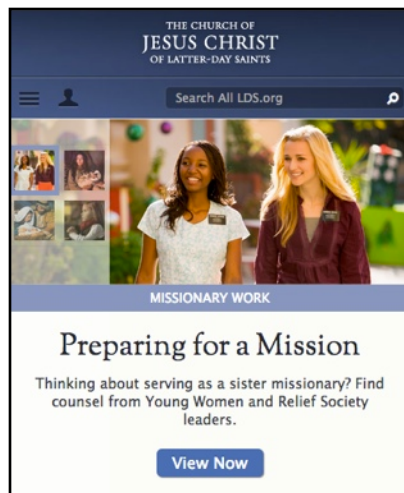 THE CHURCH OF
JESUS CHRIST
OF LATTER-DAY SAINTS
Search All LDS.org
MISSIONARY WORK
Preparing for a Mission
Thinking about serving as a sister missionary? Find
counsel from Young Women and Relief Society
leaders.
View Now